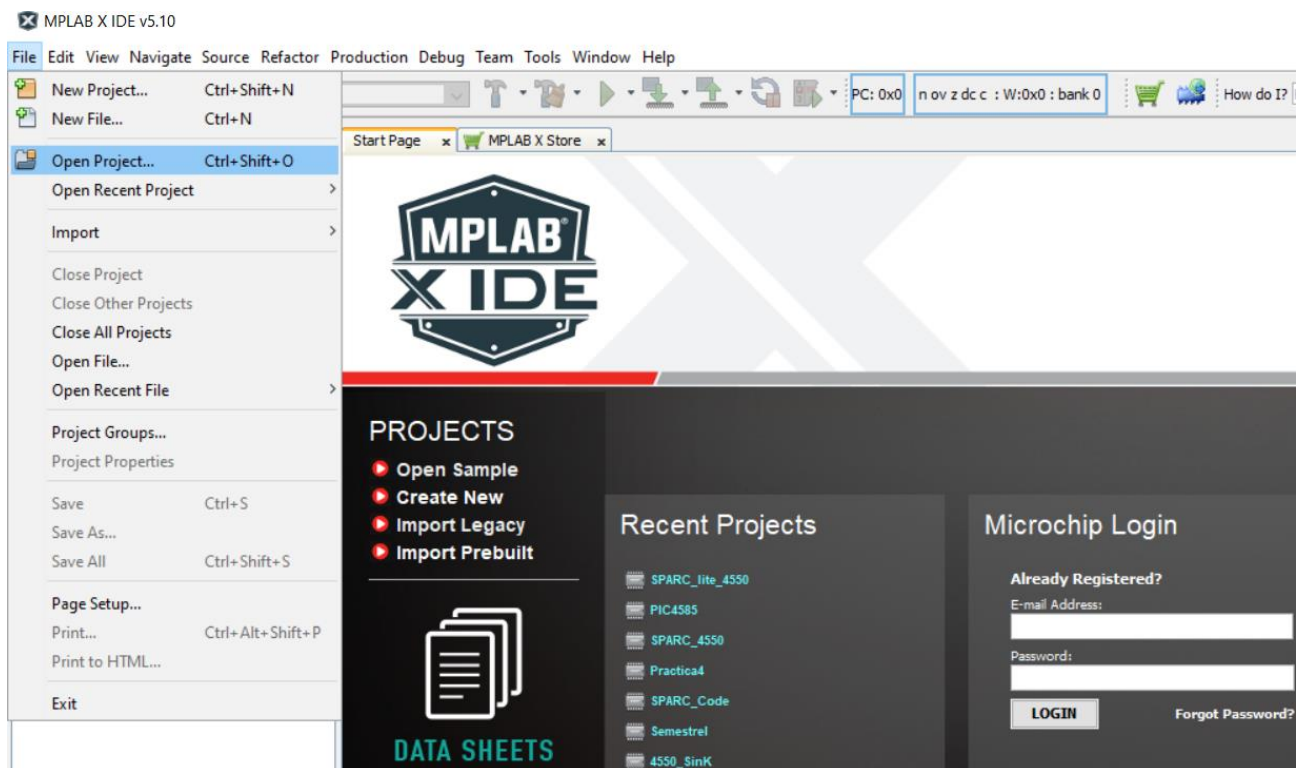 MPLAB X IDE v5.10
File Edit View Navigate Source Refactor Production Debug Team Tools Window Help
New Project... Ctrl+Shift+N
New File... Ctrl+N
Open Project... Ctrl+Shift+O
Open Recent Project
Import
Close Project
Close Other Projects
Close All Projects
Open File...
Open Recent File
Project Groups...
Project Properties
Save Ctrl+S
Save As...
Save All Ctrl+Shift+S
Page Setup...
Print... Ctrl+Alt+Shift+P
Print to HTML...
Exit
PC: 0x0 n ov z dc c : W:0x0 : bank 0 How do I?
Start Page x MPLAB X Store x
MPLAB®
X IDE
PROJECTS
Open Sample
Create New
Import Legacy
Import Prebuilt
DATA SHEETS
Recent Projects
SPARC_lite_4550
PIC4585
SPARC_4550
Practica4
SPARC_Code
Semestrel
4550_SinK
Microchip Login
Already Registered?
E-mail Address:
Password:
LOGIN Forgot Password?